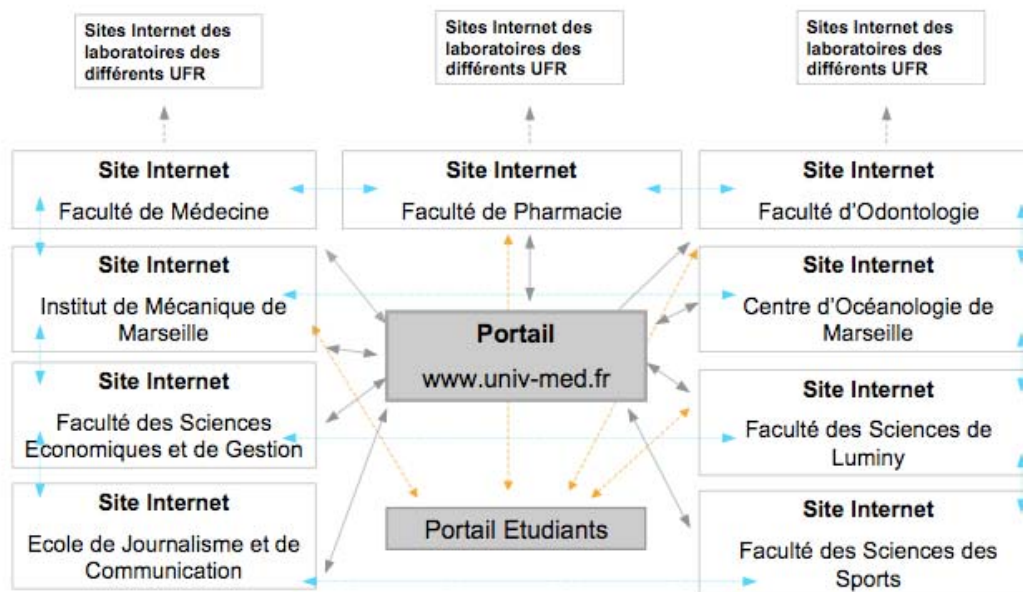 Sites Internet des
laboratoires des
différents UFR
Sites Internet des
laboratoires des
différents UFR
Sites Internet des
laboratoires des
différents UFR
Site Internet
Faculté de Médecine
Site Internet
Faculté de Pharmacie
Site Internet
Faculté d'Odontologie
Site Internet
Institut de Mécanique de
Marseille
Portail
www.univ-med.fr
Site Internet
Centre d'Océanologie de
Marseille
Site Internet
Faculté des Sciences
Economiques et de Gestion
Site Internet
Faculté des Sciences de
Luminy
Site Internet
Ecole de Journalisme et de
Communication
Portail Etudiants
Site Internet
Faculté des Sciences des
Sports